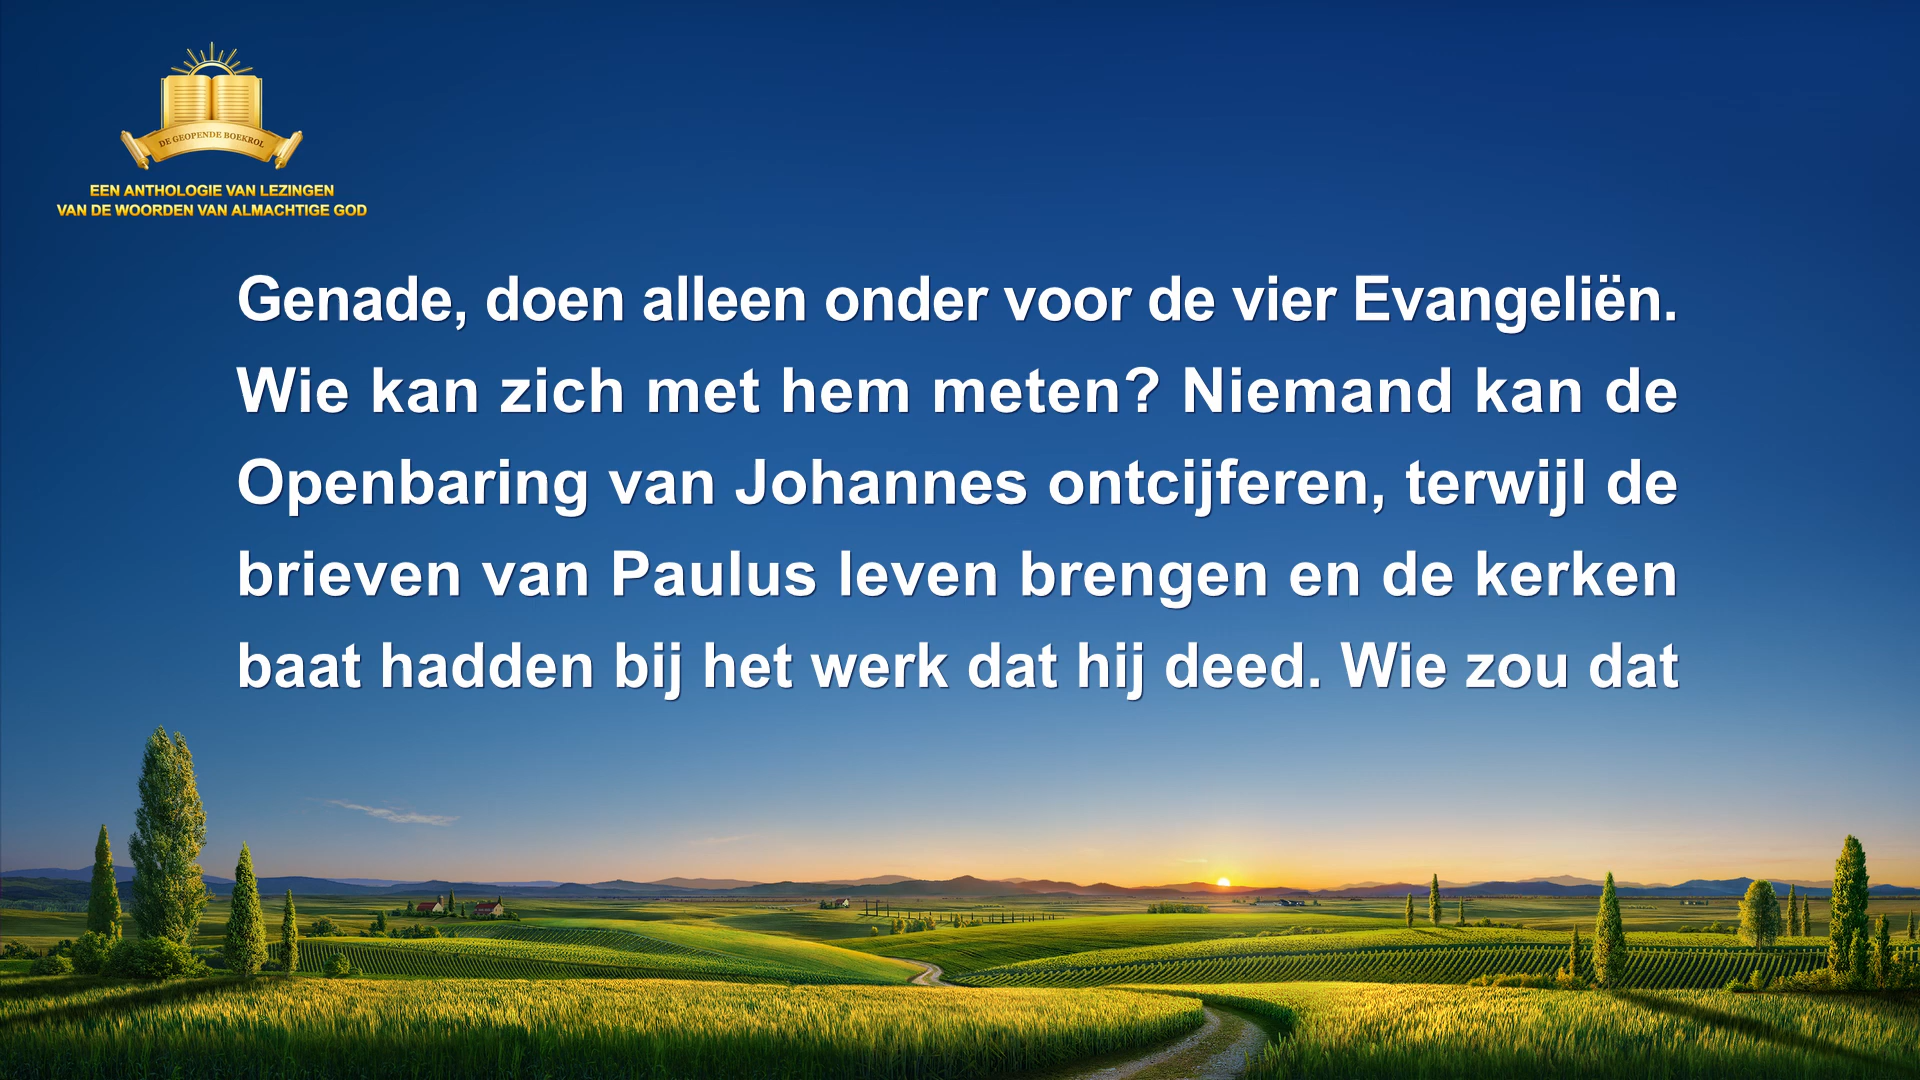 DE GEOPENDE BOEKROL
EEN ANTHOLOGIE VAN LEZINGEN
VAN DE WOORDEN VAN ALMACHTIGE GOD
Genade, doen alleen onder voor de vier Evangeliën.
Wie kan zich met hem meten? Niemand kan de
Openbaring van Johannes ontcijferen, terwijl de
brieven van Paulus leven brengen en de kerken
baat hadden bij het werk dat hij deed. Wie zou dat